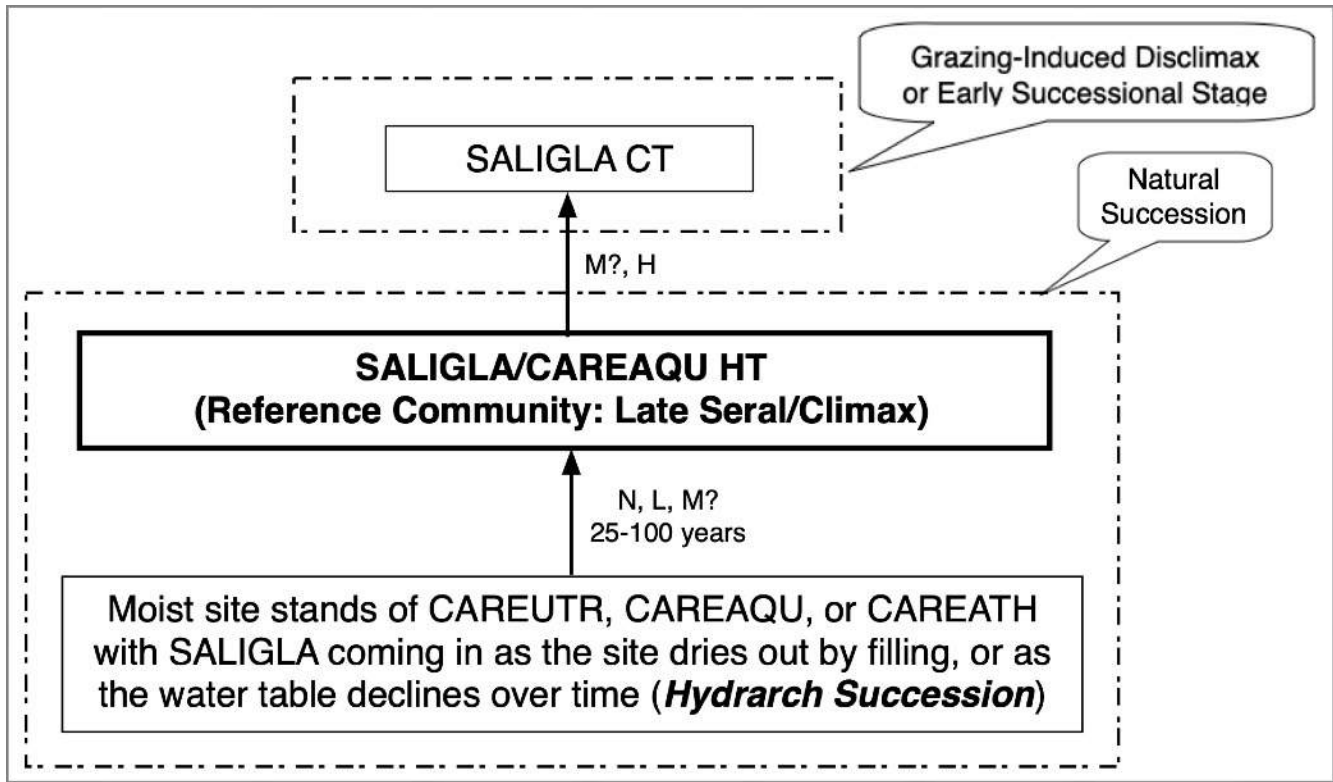 Grazing-Induced Disclimax
or Early Successional Stage
SALIGLA CT
Natural
Succession
M?, H
SALIGLA/CAREAQU HT
(Reference Community: Late Seral/Climax)
N, L, M?
25-100 years
Moist site stands of CAREUTR, CAREAQU, or CAREATH
with SALIGLA coming in as the site dries out by filling, or as
the water table declines over time (Hydrarch Succession)